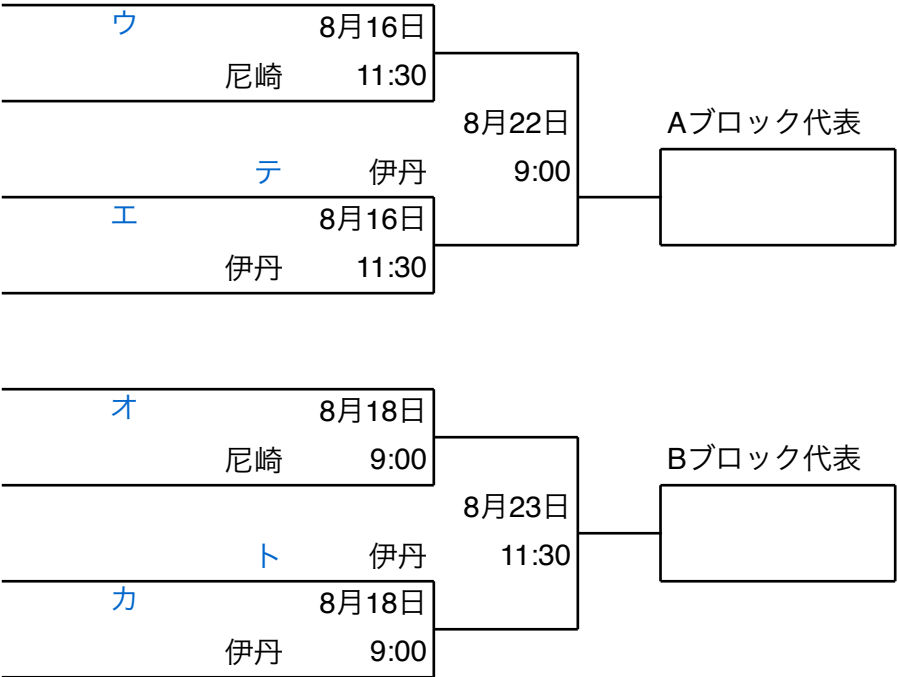 ウ 8月16日
尼崎 11:30
8月22日 Aブロック代表
テ 伊丹 9:00
エ 8月16日
伊丹 11:30
オ 8月18日
尼崎 9:00 Bブロック代表
8月23日
ト 伊丹 11:30
カ 8月18日
伊丹 9:00